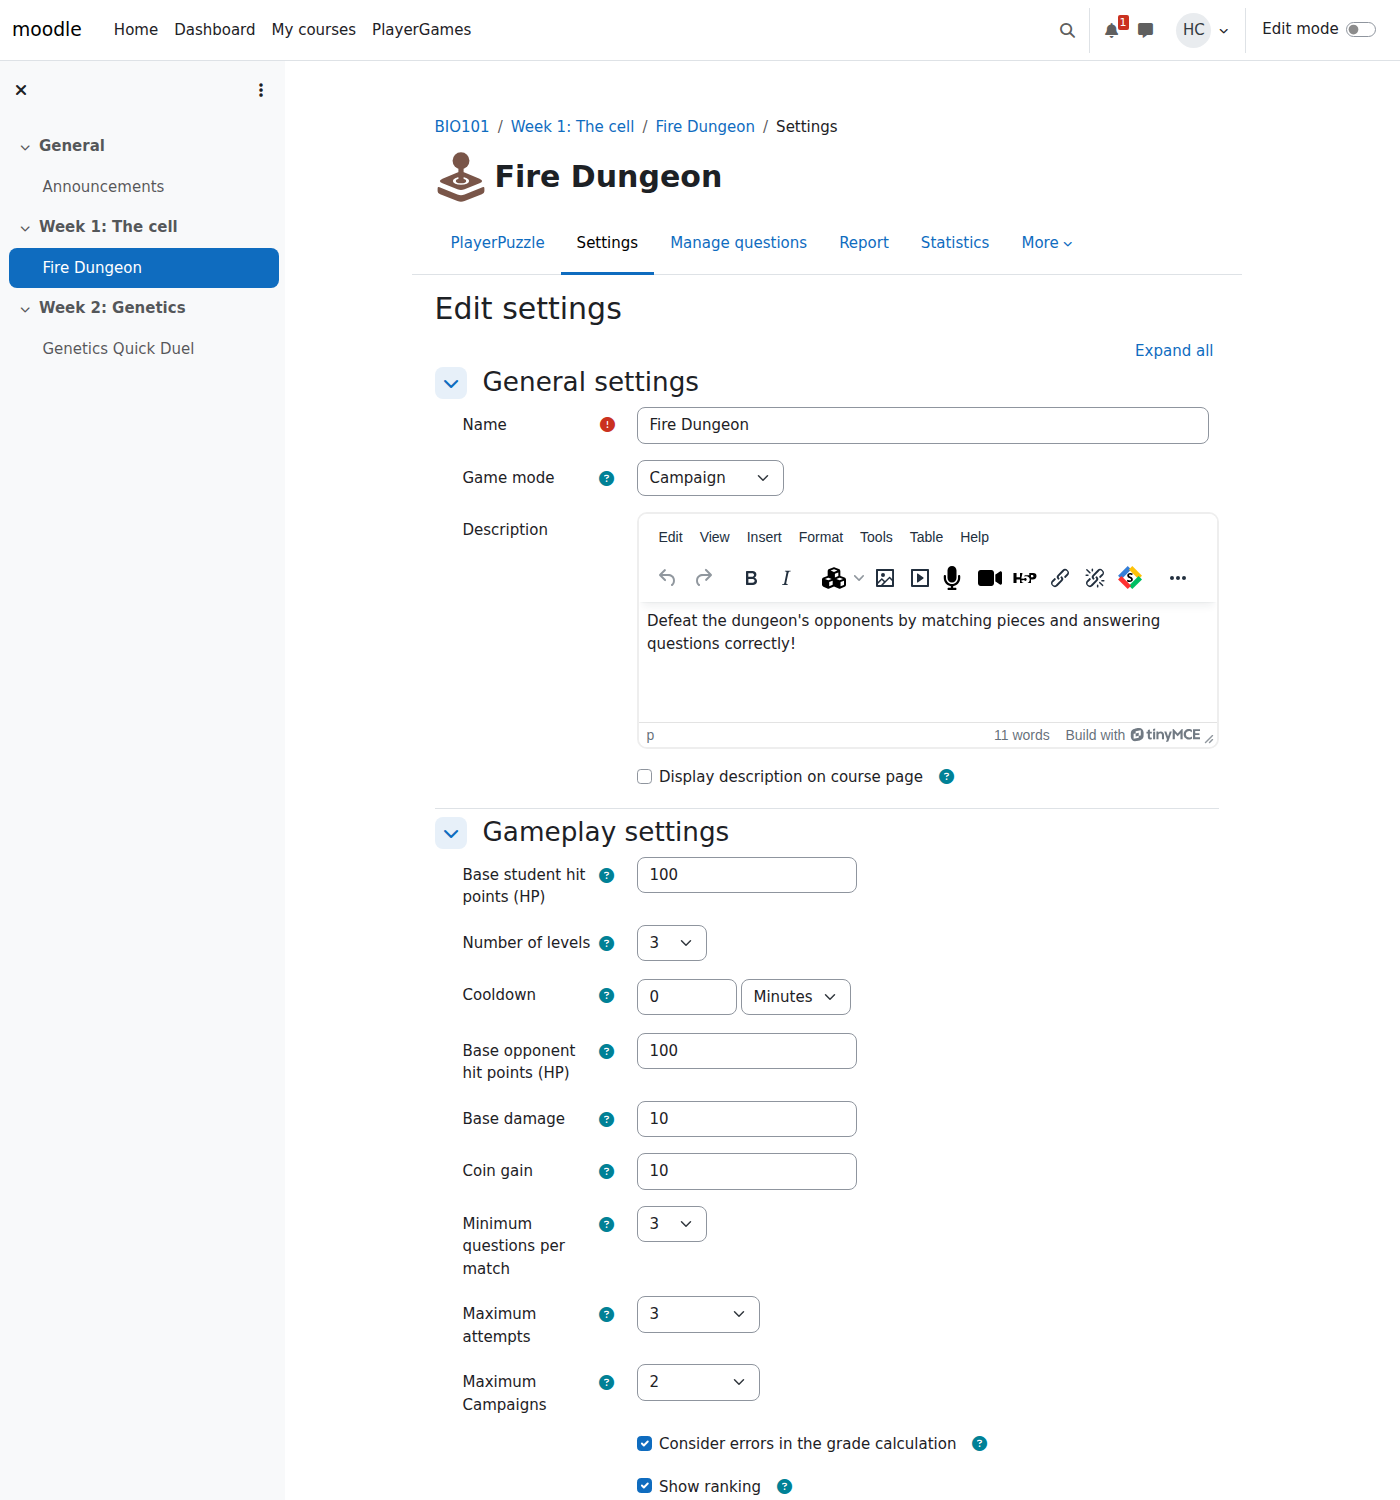 moodle
Home Dashboard My courses PlayerGames
1
HC
Edit mode
General
Announcements
Week 1: The cell
Fire Dungeon
Week 2: Genetics
Genetics Quick Duel
BIO101 / Week 1: The cell / Fire Dungeon / Settings
Fire Dungeon
PlayerPuzzle Settings Manage questions Report Statistics More
Edit settings
Expand all
General settings
Name
Fire Dungeon
Game mode
Campaign
Description
Edit View Insert Format Tools Table Help
B I H-P S
Defeat the dungeon's opponents by matching pieces and answering
questions correctly!
p
11 words
Build with tinyMCE
Display description on course page
Gameplay settings
Base student hit
points (HP)
100
Number of levels
3
Cooldown
0
Minutes
Base opponent
hit points (HP)
100
Base damage
10
Coin gain
10
Minimum
questions per
match
3
Maximum
attempts
3
Maximum
Campaigns
2
Consider errors in the grade calculation
Show ranking